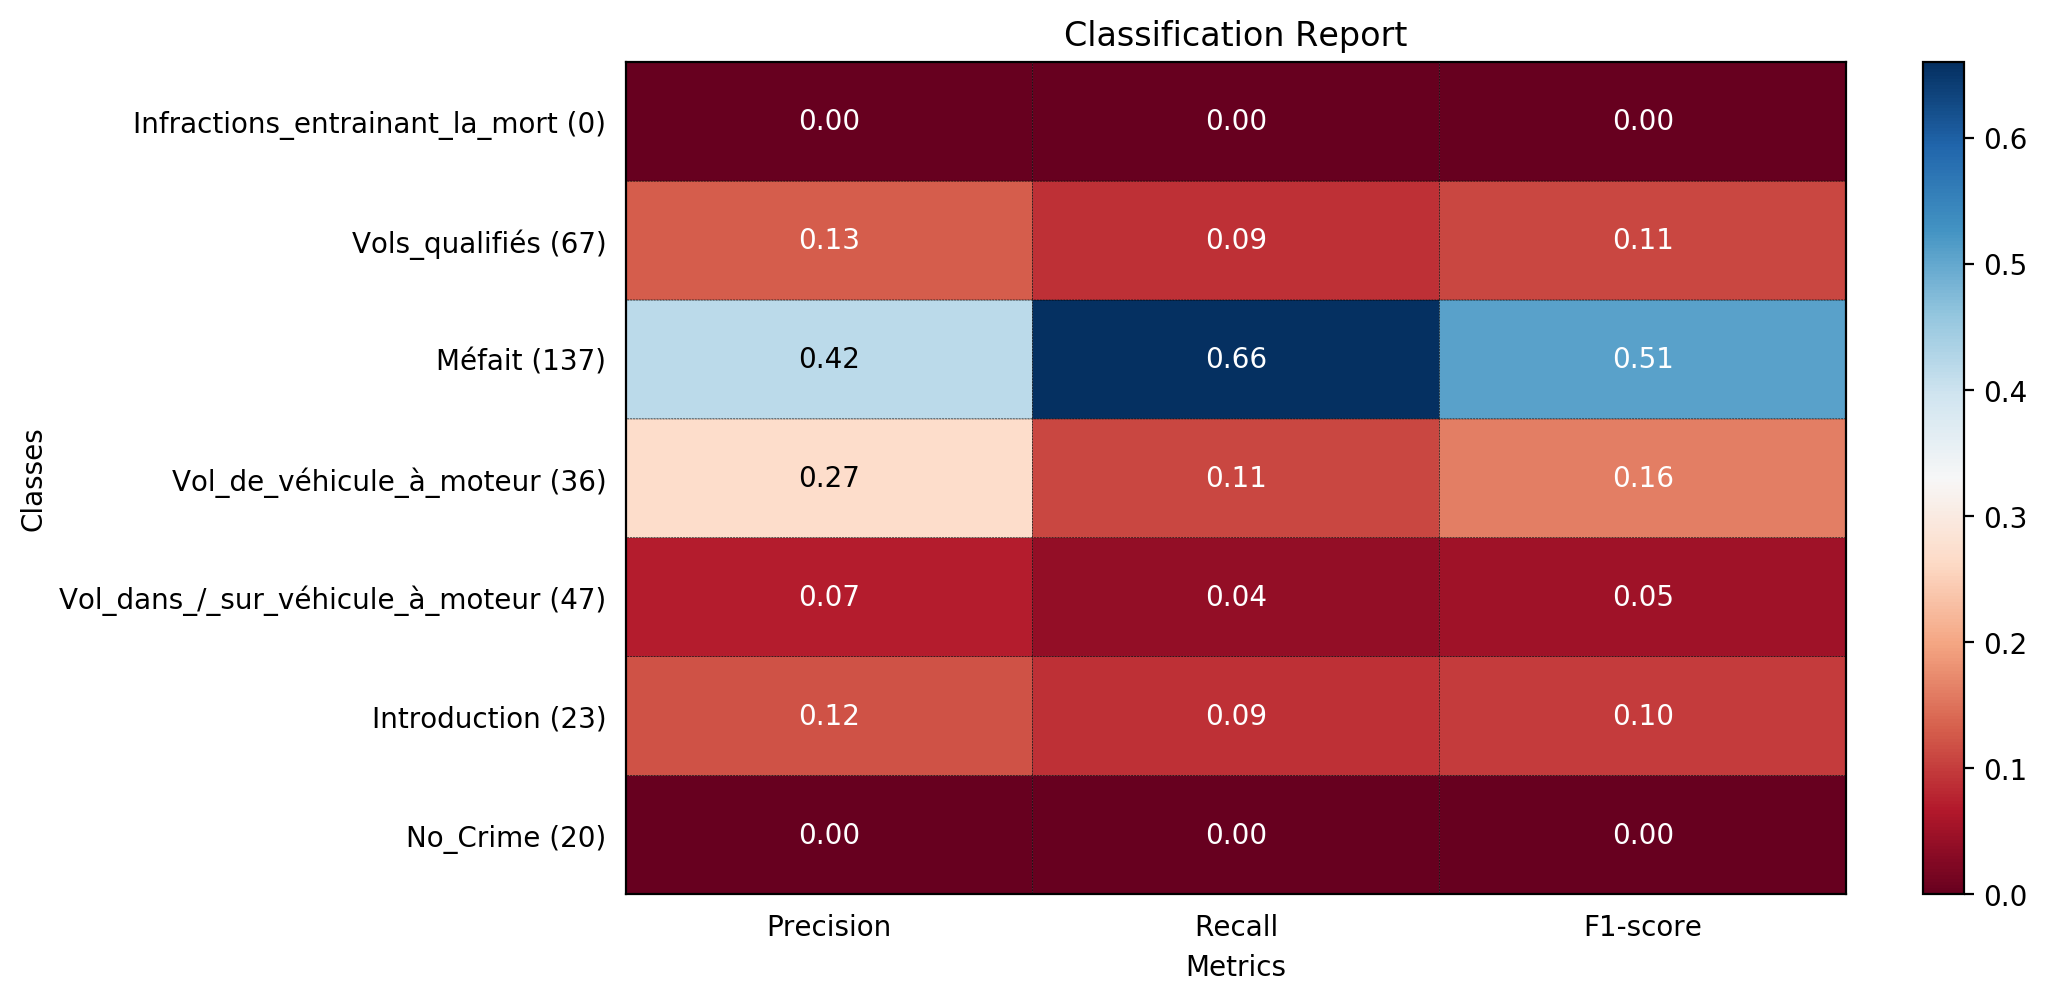 Classification Report
Infractions_entrainant_la_mort (0) 0.00 0.00 0.00
Vols_qualifiés (67) 0.13 0.09 0.11
Méfait (137) 0.42 0.66 0.51
Vol_de_véhicule_à_moteur (36) 0.27 0.11 0.16
Vol_dans_/_sur_véhicule_à_moteur (47) 0.07 0.04 0.05
Introduction (23) 0.12 0.09 0.10
No_Crime (20) 0.00 0.00 0.00
Classes
Precision Recall F1-score
Metrics
0.6
0.5
0.4
0.3
0.2
0.1
0.0